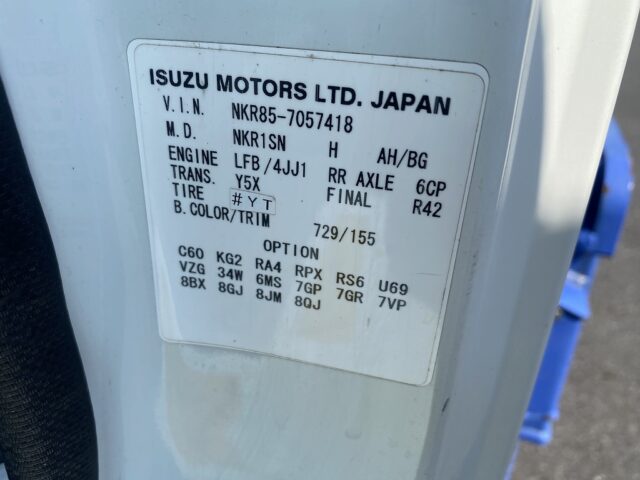 ISUZU MOTORS LTD. JAPAN
V.I.N. NKR85-7057418
M.D. NKR1SN H AH/BG
ENGINE LFB/4JJ1 RR AXLE 6CP
TRANS. Y5X FINAL R42
TIRE #YT
B.COLOR/TRIM 729/155
OPTION
C60 KG2 RA4 RPX RS6 U69
VZG 34W 6MS 7GP 7GR 7VP
8BX 8GJ 8JM 8QJ